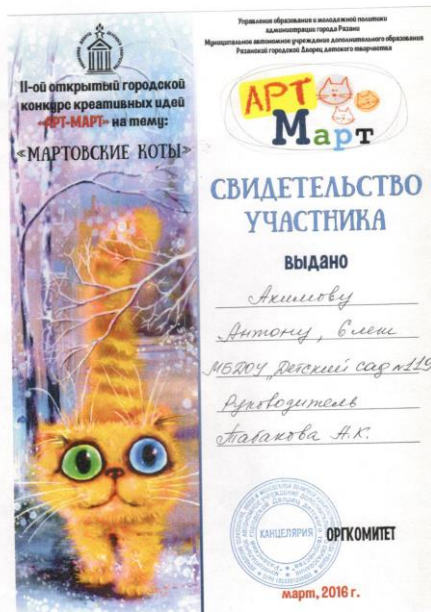 II-ой открытый городской
конкурс креативных идей
«АРТ-МАРТ» на тему:
«МАРТОВСКИЕ КОТЫ»
Управление образования и молодежной политики
администрации города Рязани
Муниципальное автономное учреждение дополнительного образования
Рязанский городской Дворец детского творчества
АРТ
Март
СВИДЕТЕЛЬСТВО
УЧАСТНИКА
ВЫДАНО
Акимову
Антону, 6 лет
МБДОУ „Детский сад №119
Руководитель
Табакова Н.К.
КАНЦЕЛЯРИЯ
ОРГКОМИТЕТ
март, 2016 г.